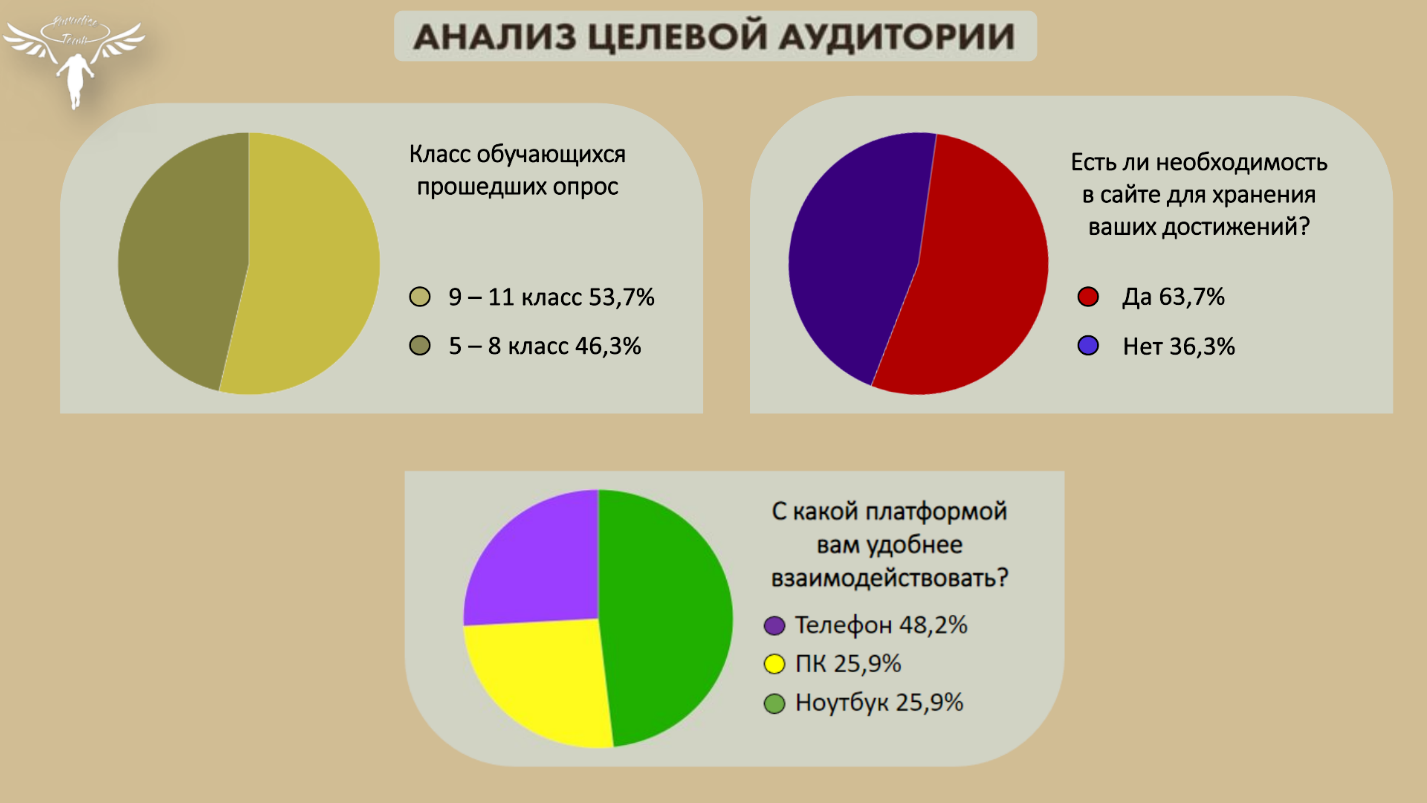 АНАЛИЗ ЦЕЛЕВОЙ АУДИТОРИИ
Класс обучающихся
прошедших опрос
9 – 11 класс 53,7%
5 – 8 класс 46,3%
Есть ли необходимость
в сайте для хранения
ваших достижений?
Да 63,7%
Нет 36,3%
С какой платформой
вам удобнее
взаимодействовать?
Телефон 48,2%
ПК 25,9%
Ноутбук 25,9%